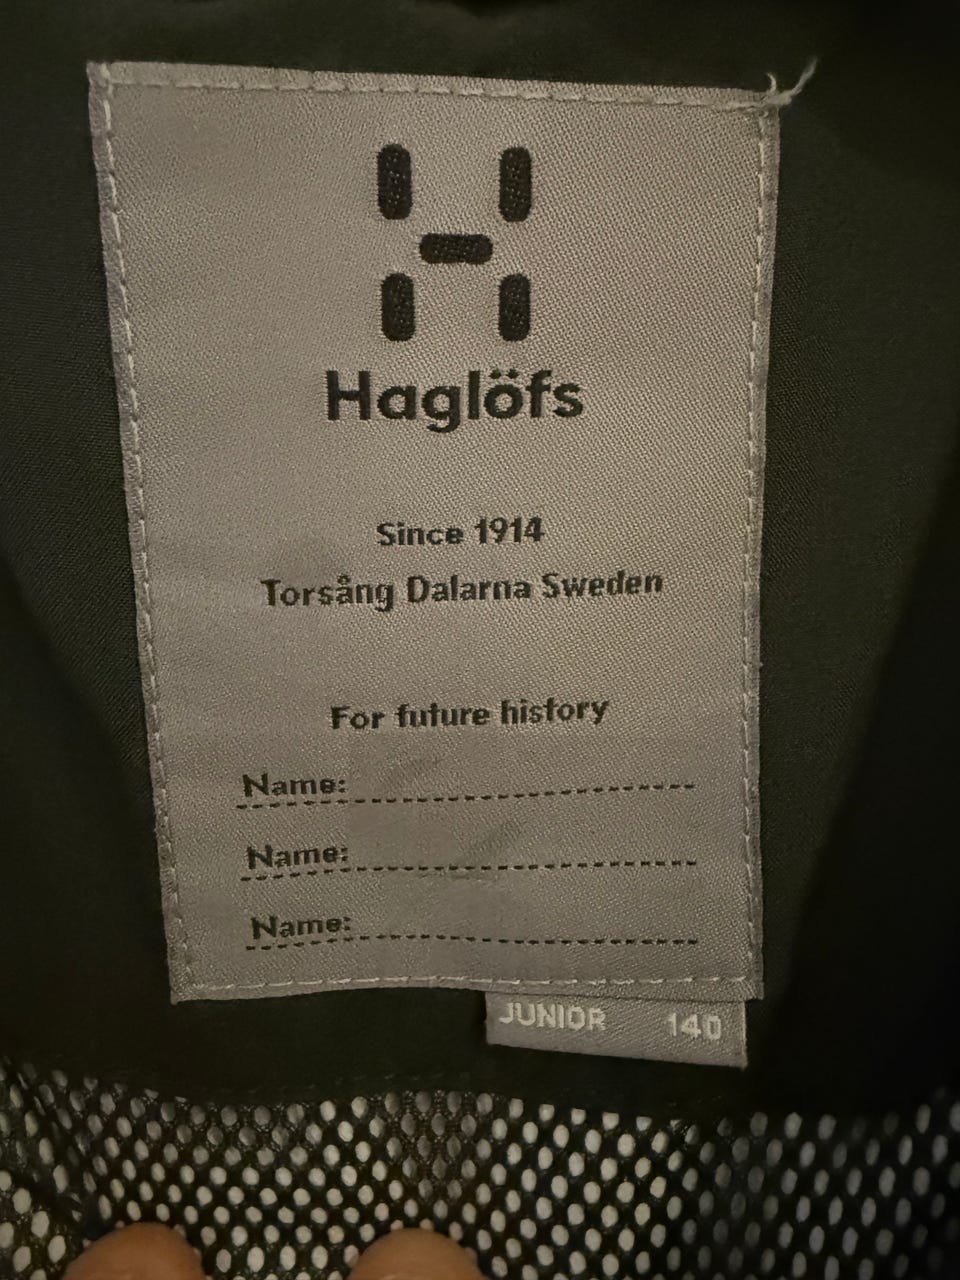 Haglöfs
Since 1914
Torsång Dalarna Sweden
For future history
Name:
Name:
Name:
JUNIOR 140